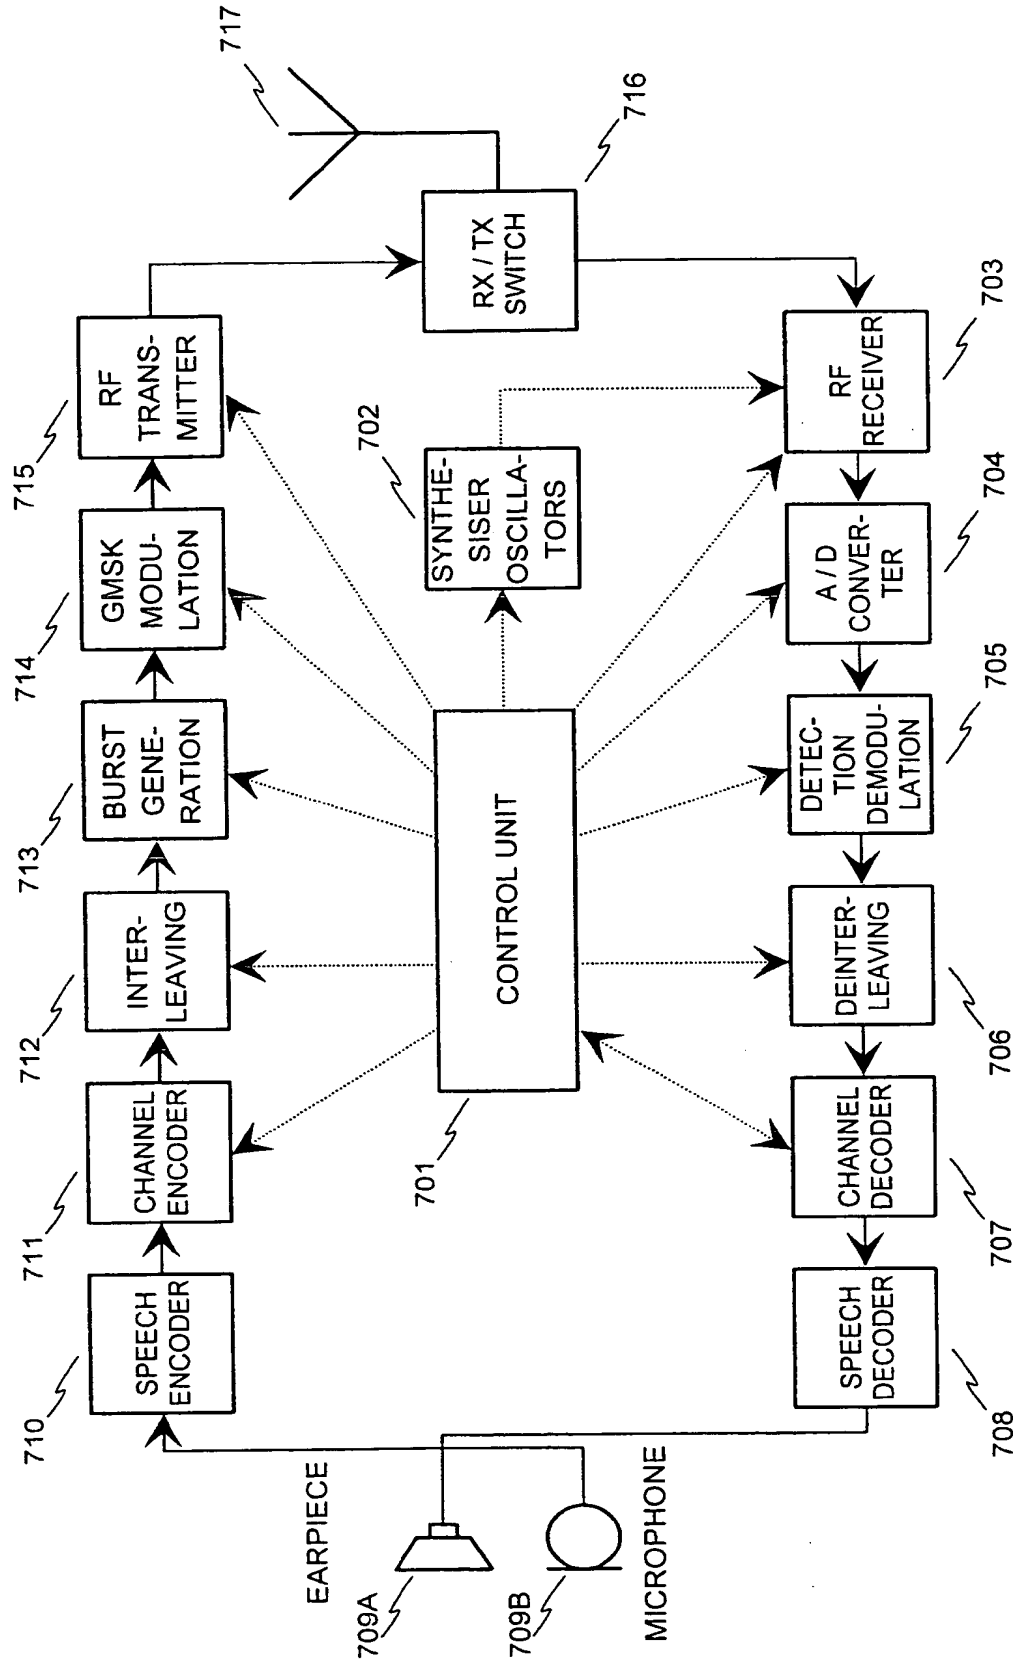 710
SPEECH
ENCODER
711
CHANNEL
ENCODER
712
INTER-
LEAVING
713
BURST
GENE-
RATION
714
GMSK
MODU-
LATION
715
RF
TRANS-
MITTER
717
EARPIECE
709A
709B
MICROPHONE
701
CONTROL UNIT
702
SYNTHE-
SISER
OSCILLA-
TORS
RX / TX
SWITCH
716
SPEECH
DECODER
708
CHANNEL
DECODER
707
DEINTER-
LEAVING
706
DETEC-
TION
DEMODU-
LATION
705
A / D
CONVER-
TER
704
RF
RECEIVER
703